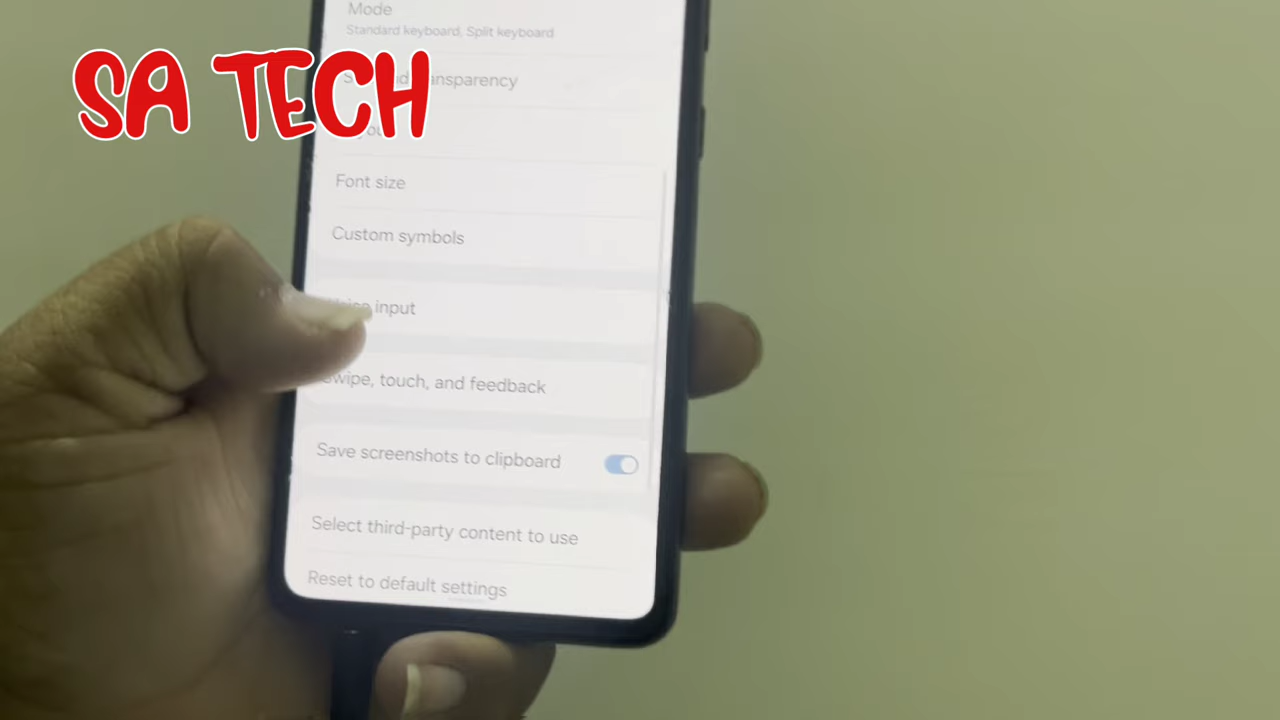 Mode
Standard keyboard, Split keyboard
SA TECH
transparency
Font size
Custom symbols
input
Swipe, touch, and feedback
Save screenshots to clipboard
Select third-party content to use
Reset to default settings